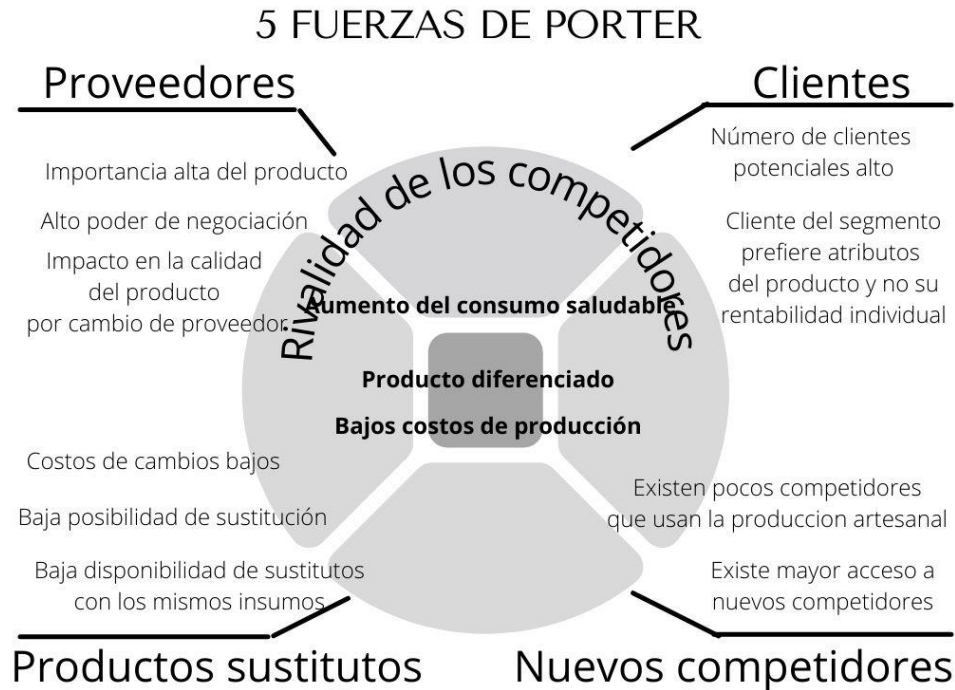 5 FUERZAS DE PORTER
Proveedores
Importancia alta del producto
Alto poder de negociación
Impacto en la calidad
del producto
por cambio de proveedor.
Clientes
Número de clientes
potenciales alto
Cliente del segmento
prefiere atributos
del producto y no su
rentabilidad individual
Rivalidad de los competidores
Aumento del consumo saludable
Producto diferenciado
Bajos costos de producción
Costos de cambios bajos
Baja posibilidad de sustitución
Baja disponibilidad de sustitutos
con los mismos insumos.
Productos sustitutos
Existen pocos competidores
que usan la produccion artesanal
Existe mayor acceso a
nuevos competidores
Nuevos competidores